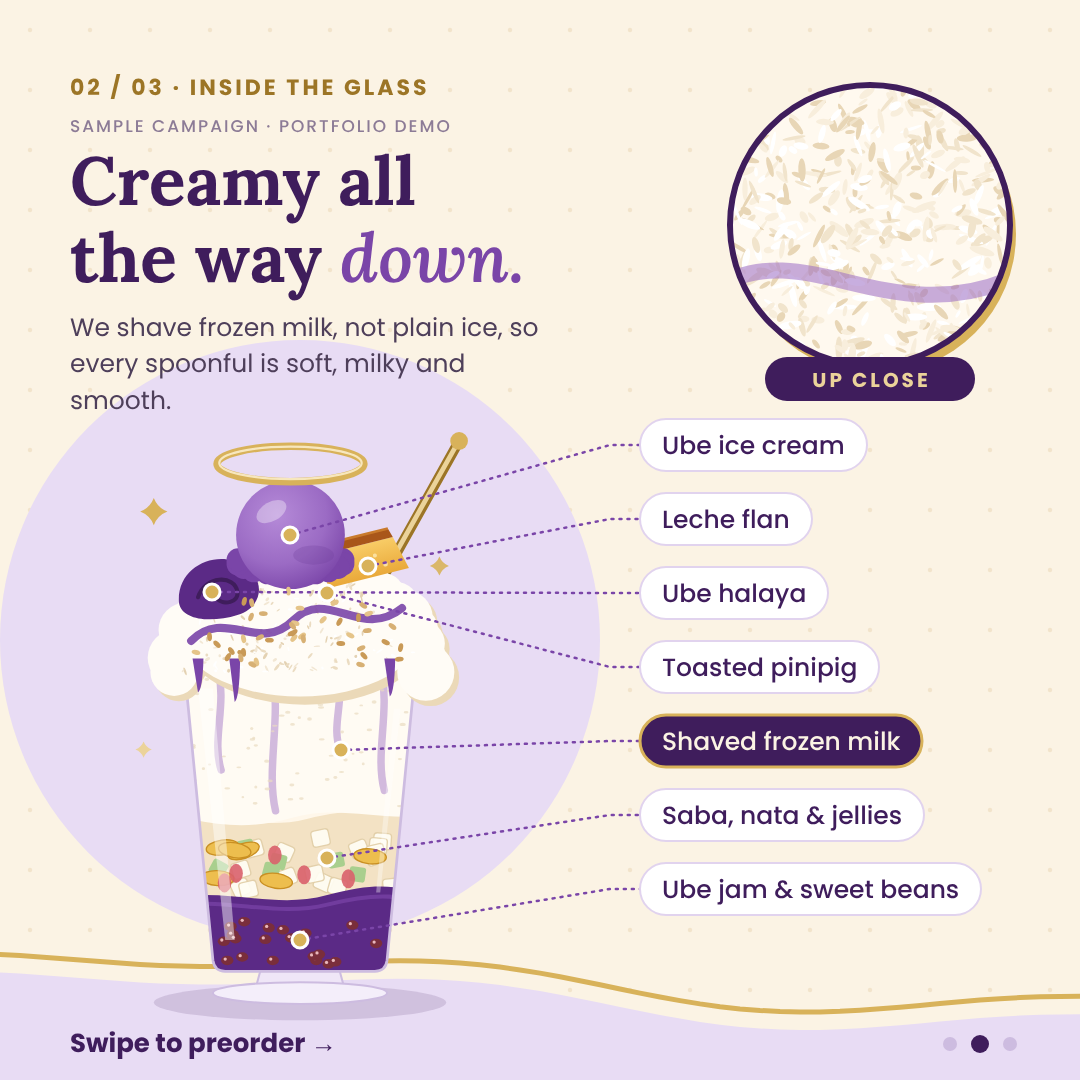 02 / 03 · INSIDE THE GLASS
SAMPLE CAMPAIGN · PORTFOLIO DEMO
Creamy all
the way down.
We shave frozen milk, not plain ice, so
every spoonful is soft, milky and
smooth.
UP CLOSE
Ube ice cream
Leche flan
Ube halaya
Toasted pinipig
Shaved frozen milk
Saba, nata & jellies
Ube jam & sweet beans
Swipe to preorder →